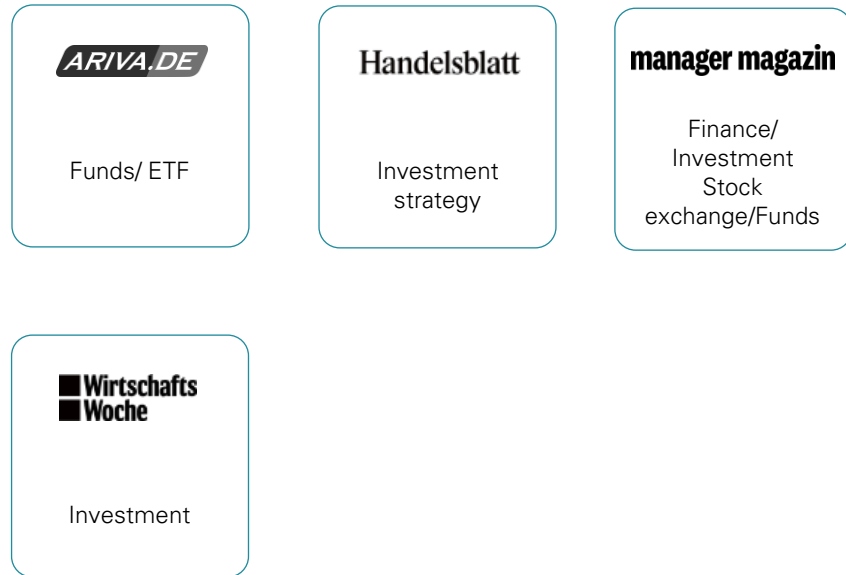 ARIVA.DE
Funds/ ETF
Handelsblatt
Investment
strategy
manager magazin
Finance/
Investment
Stock
exchange/Funds
Wirtschafts
Woche
Investment